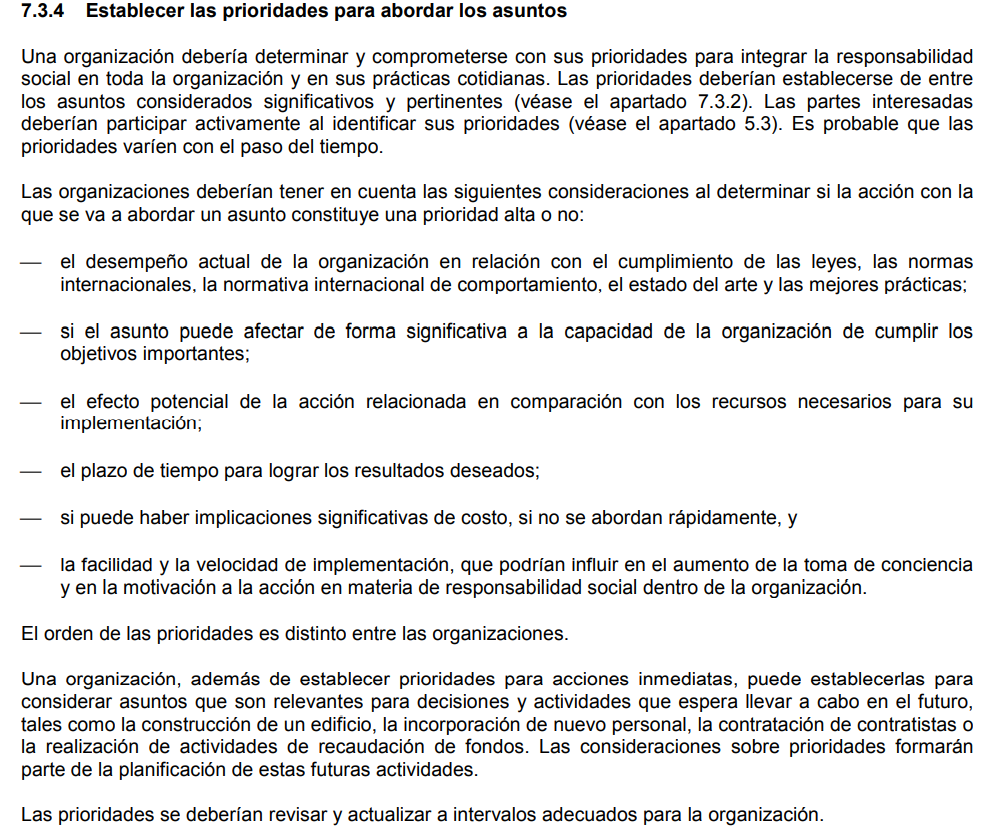 7.3.4 Establecer las prioridades para abordar los asuntos
Una organización debería determinar y comprometerse con sus prioridades para integrar la responsabilidad
social en toda la organización y en sus prácticas cotidianas. Las prioridades deberían establecerse de entre
los asuntos considerados significativos y pertinentes (véase el apartado 7.3.2). Las partes interesadas
deberían participar activamente al identificar sus prioridades (véase el apartado 5.3). Es probable que las
prioridades varíen con el paso del tiempo.
Las organizaciones deberían tener en cuenta las siguientes consideraciones al determinar si la acción con la
que se va a abordar un asunto constituye una prioridad alta o no:
— el desempeño actual de la organización en relación con el cumplimiento de las leyes, las normas
internacionales, la normativa internacional de comportamiento, el estado del arte y las mejores prácticas;
— si el asunto puede afectar de forma significativa a la capacidad de la organización de cumplir los
objetivos importantes;
— el efecto potencial de la acción relacionada en comparación con los recursos necesarios para su
implementación;
— el plazo de tiempo para lograr los resultados deseados;
— si puede haber implicaciones significativas de costo, si no se abordan rápidamente, y
— la facilidad y la velocidad de implementación, que podrían influir en el aumento de la toma de conciencia
y en la motivación a la acción en materia de responsabilidad social dentro de la organización.
El orden de las prioridades es distinto entre las organizaciones.
Una organización, además de establecer prioridades para acciones inmediatas, puede establecerlas para
considerar asuntos que son relevantes para decisiones y actividades que espera llevar a cabo en el futuro,
tales como la construcción de un edificio, la incorporación de nuevo personal, la contratación de contratistas o
la realización de actividades de recaudación de fondos. Las consideraciones sobre prioridades formarán
parte de la planificación de estas futuras actividades.
Las prioridades se deberían revisar y actualizar a intervalos adecuados para la organización.